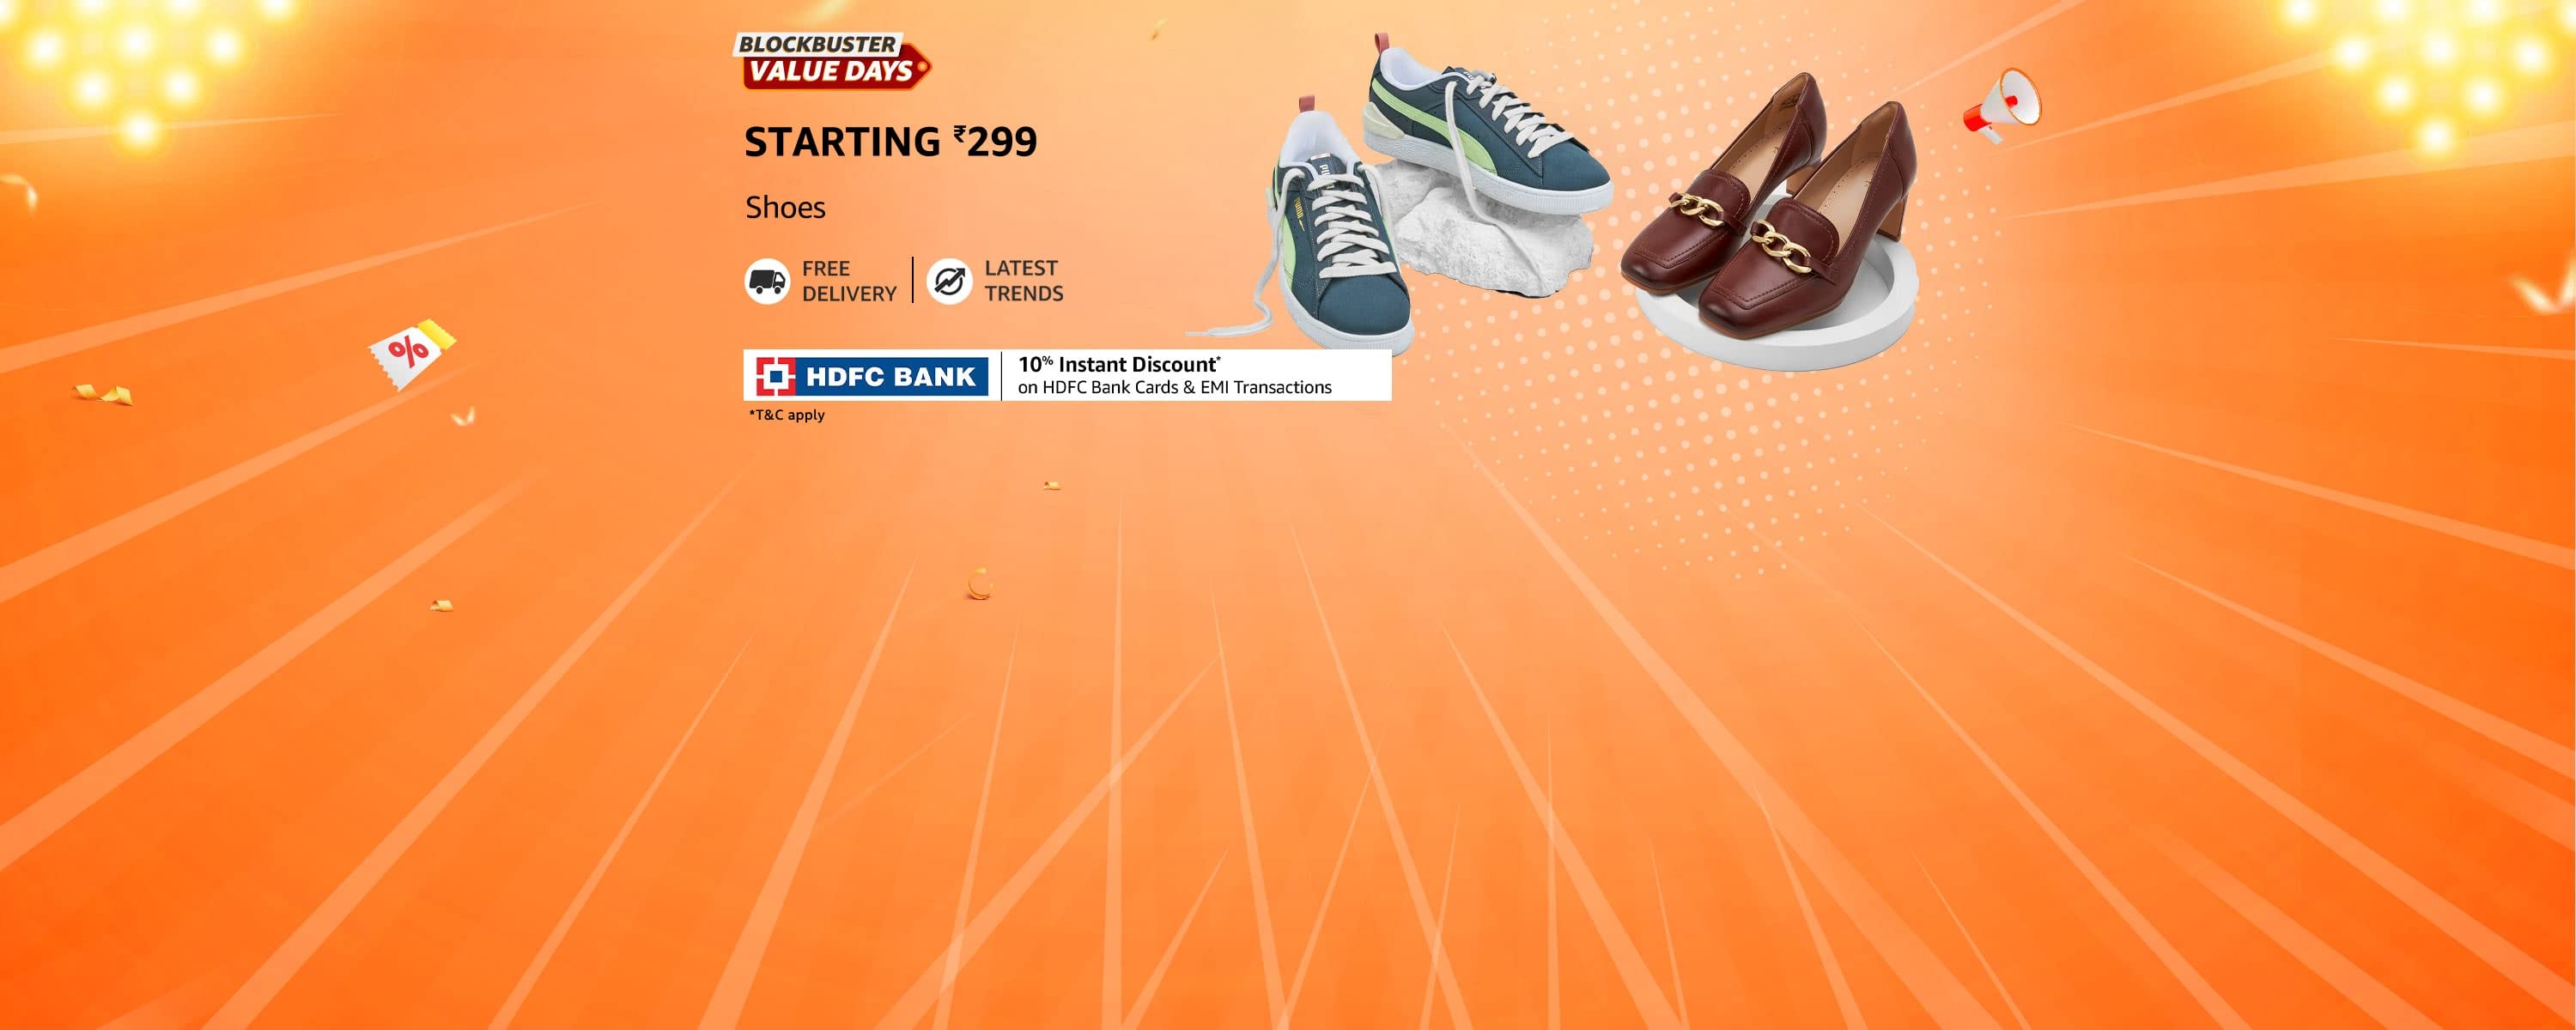 BLOCKBUSTER
VALUE DAYS
STARTING ₹299
Shoes
FREE
DELIVERY
LATEST
TRENDS
HDFC BANK
10% Instant Discount*
on HDFC Bank Cards & EMI Transactions
*T&C apply
%